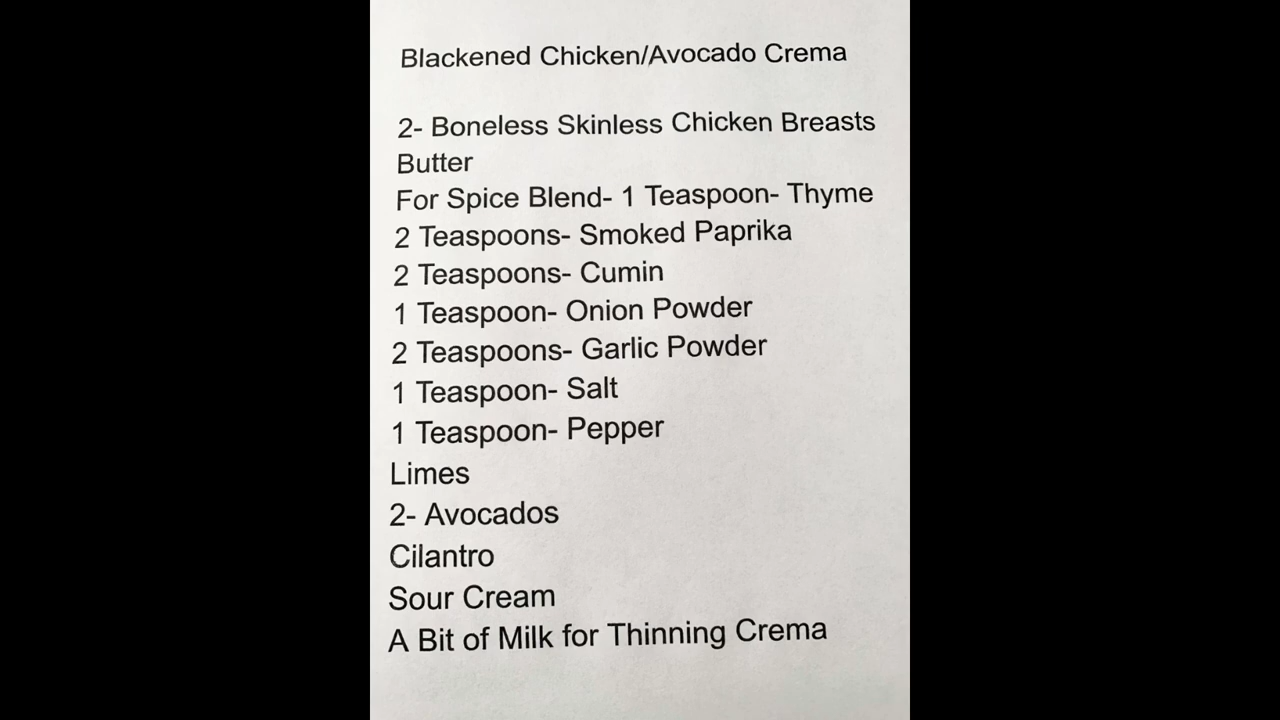 Blackened Chicken/Avocado Crema
2- Boneless Skinless Chicken Breasts
Butter
For Spice Blend- 1 Teaspoon- Thyme
2 Teaspoons- Smoked Paprika
2 Teaspoons- Cumin
1 Teaspoon- Onion Powder
2 Teaspoons- Garlic Powder
1 Teaspoon- Salt
1 Teaspoon- Pepper
Limes
2- Avocados
Cilantro
Sour Cream
A Bit of Milk for Thinning Crema